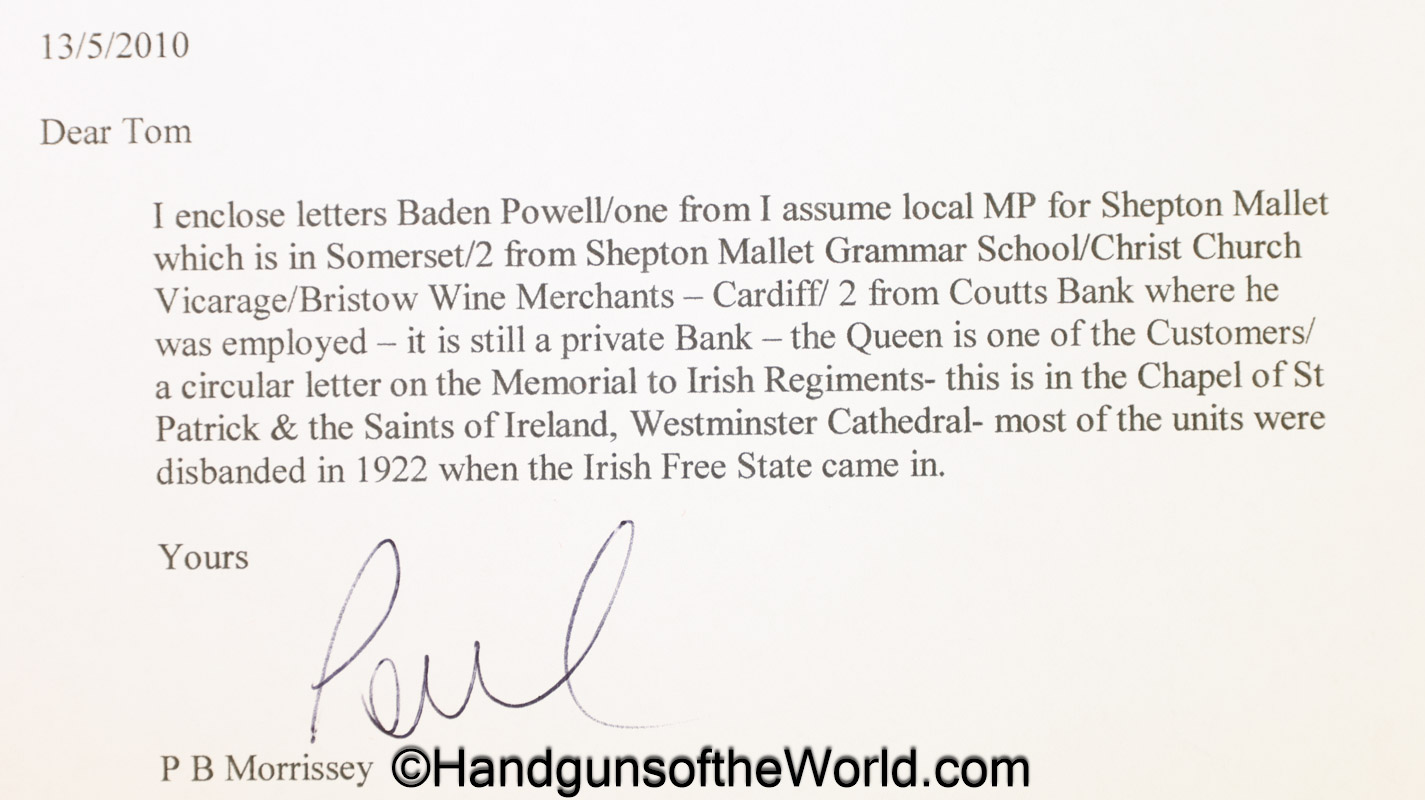 13/5/2010
Dear Tom
I enclose letters Baden Powell/one from I assume local MP for Shepton Mallet
which is in Somerset/2 from Shepton Mallet Grammar School/Christ Church
Vicarage/Bristow Wine Merchants – Cardiff/ 2 from Coutts Bank where he
was employed – it is still a private Bank – the Queen is one of the Customers/
a circular letter on the Memorial to Irish Regiments- this is in the Chapel of St
Patrick & the Saints of Ireland, Westminster Cathedral- most of the units were
disbanded in 1922 when the Irish Free State came in.
Yours
Paul
P B Morrissey
©HandgunsoftheWorld.com